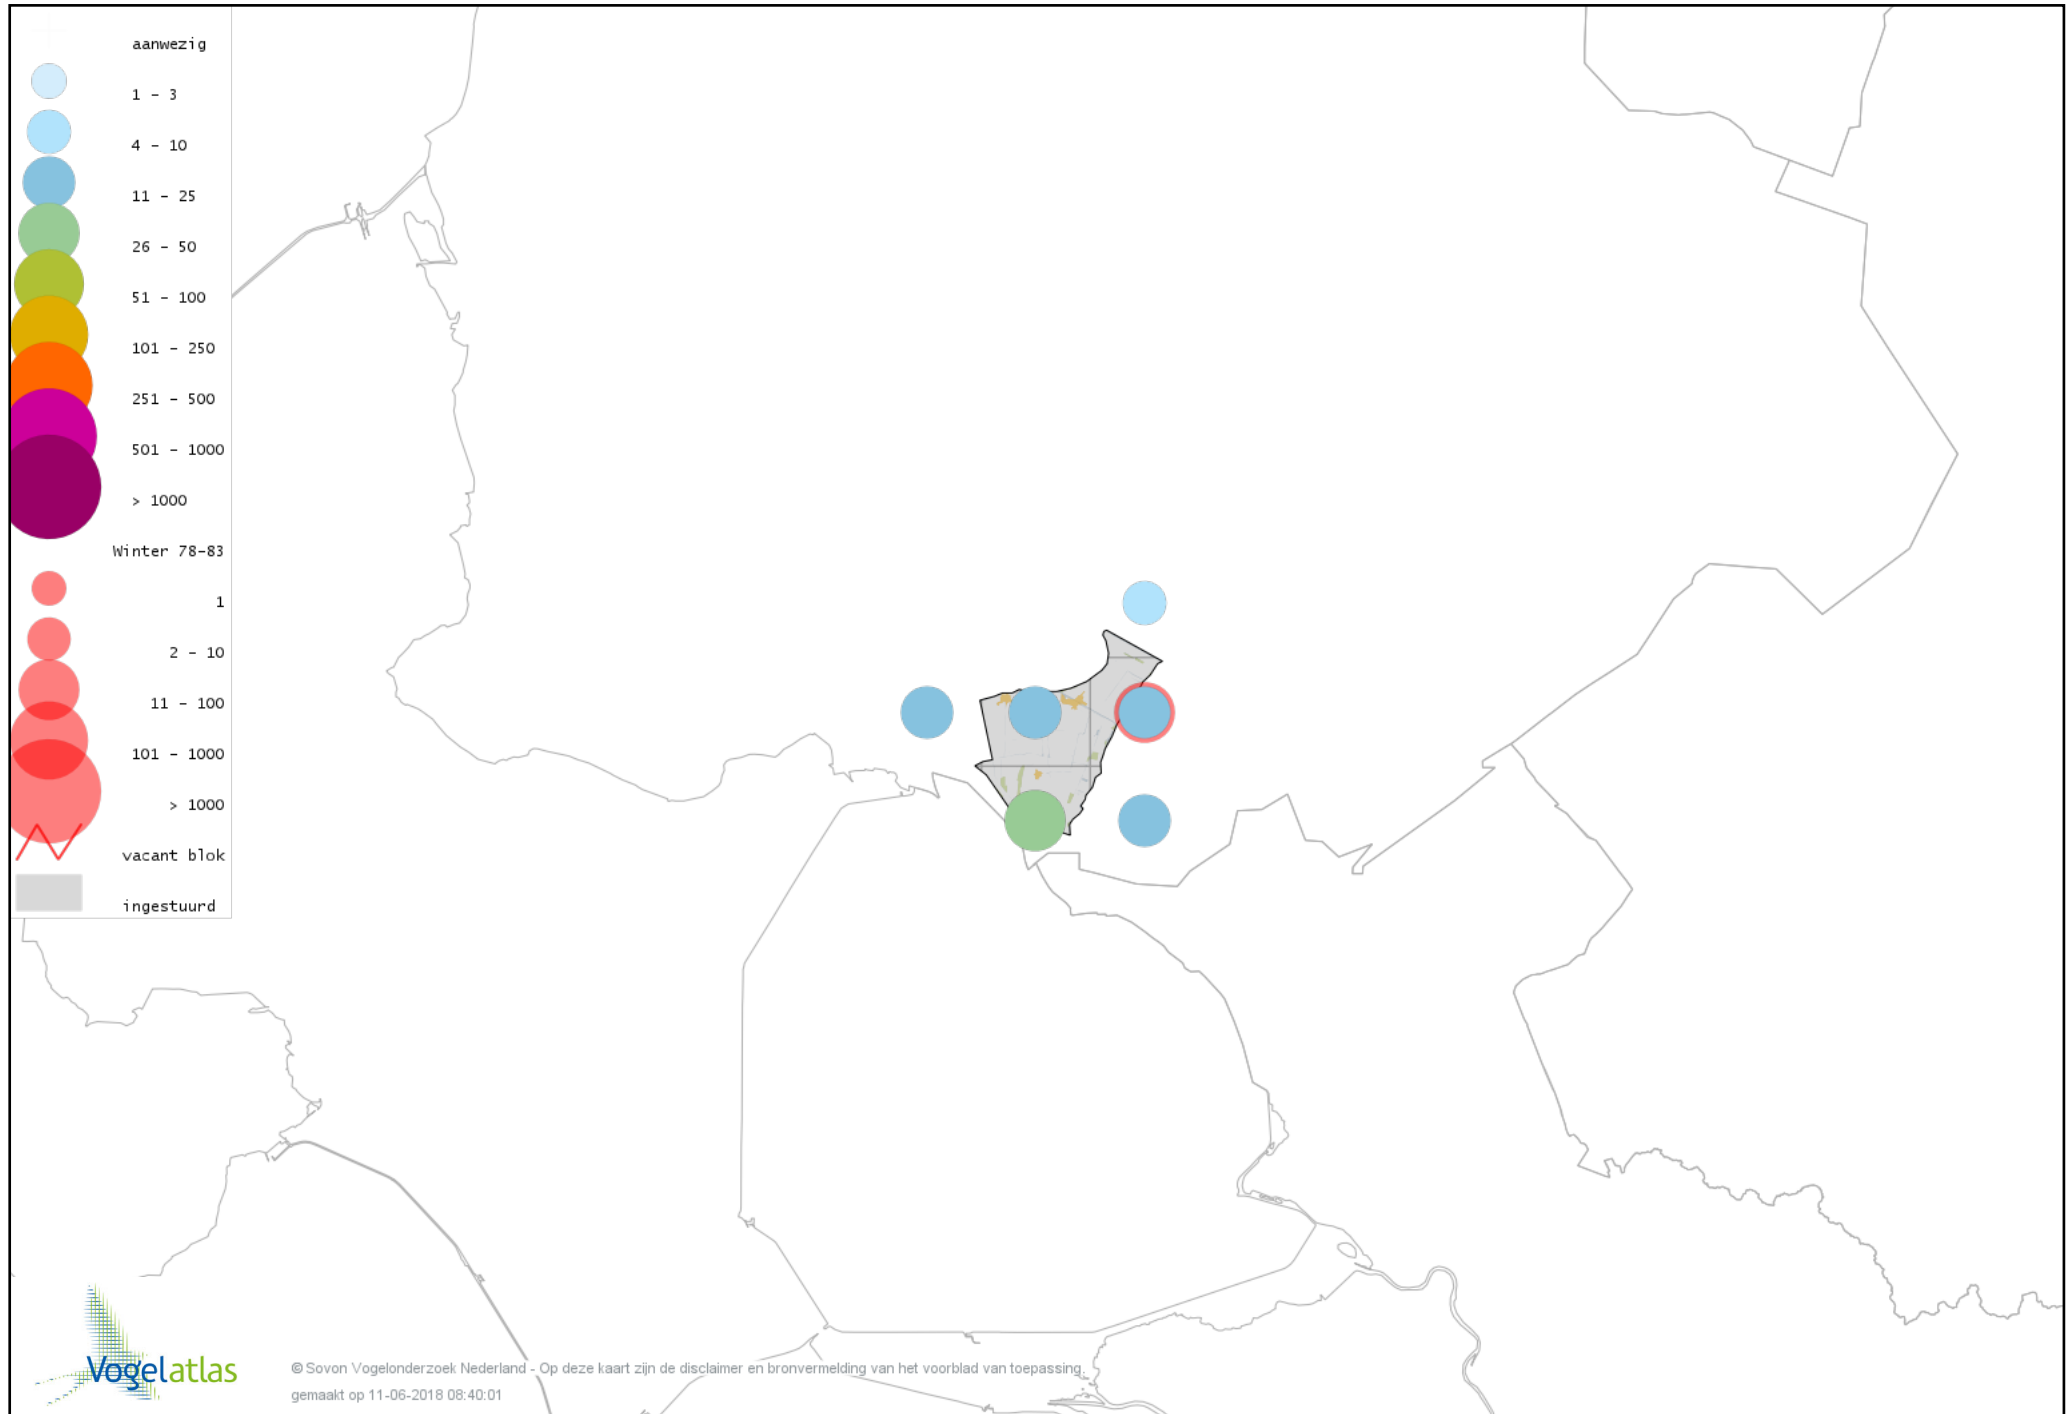 aanwezig
1 - 3
4 - 10
11 - 25
26 - 50
51 - 100
101 - 250
251 - 500
501 - 1000
> 1000
Winter 78-83
1
2 - 10
11 - 100
101 - 1000
> 1000
vacant blok
ingestuurd
Vogelatlas
© Sovon Vogelonderzoek Nederland - Op deze kaart zijn de disclaimer en bronvermelding van het voorblad van toepassing.
gemaakt op 11-06-2018 08:40:01